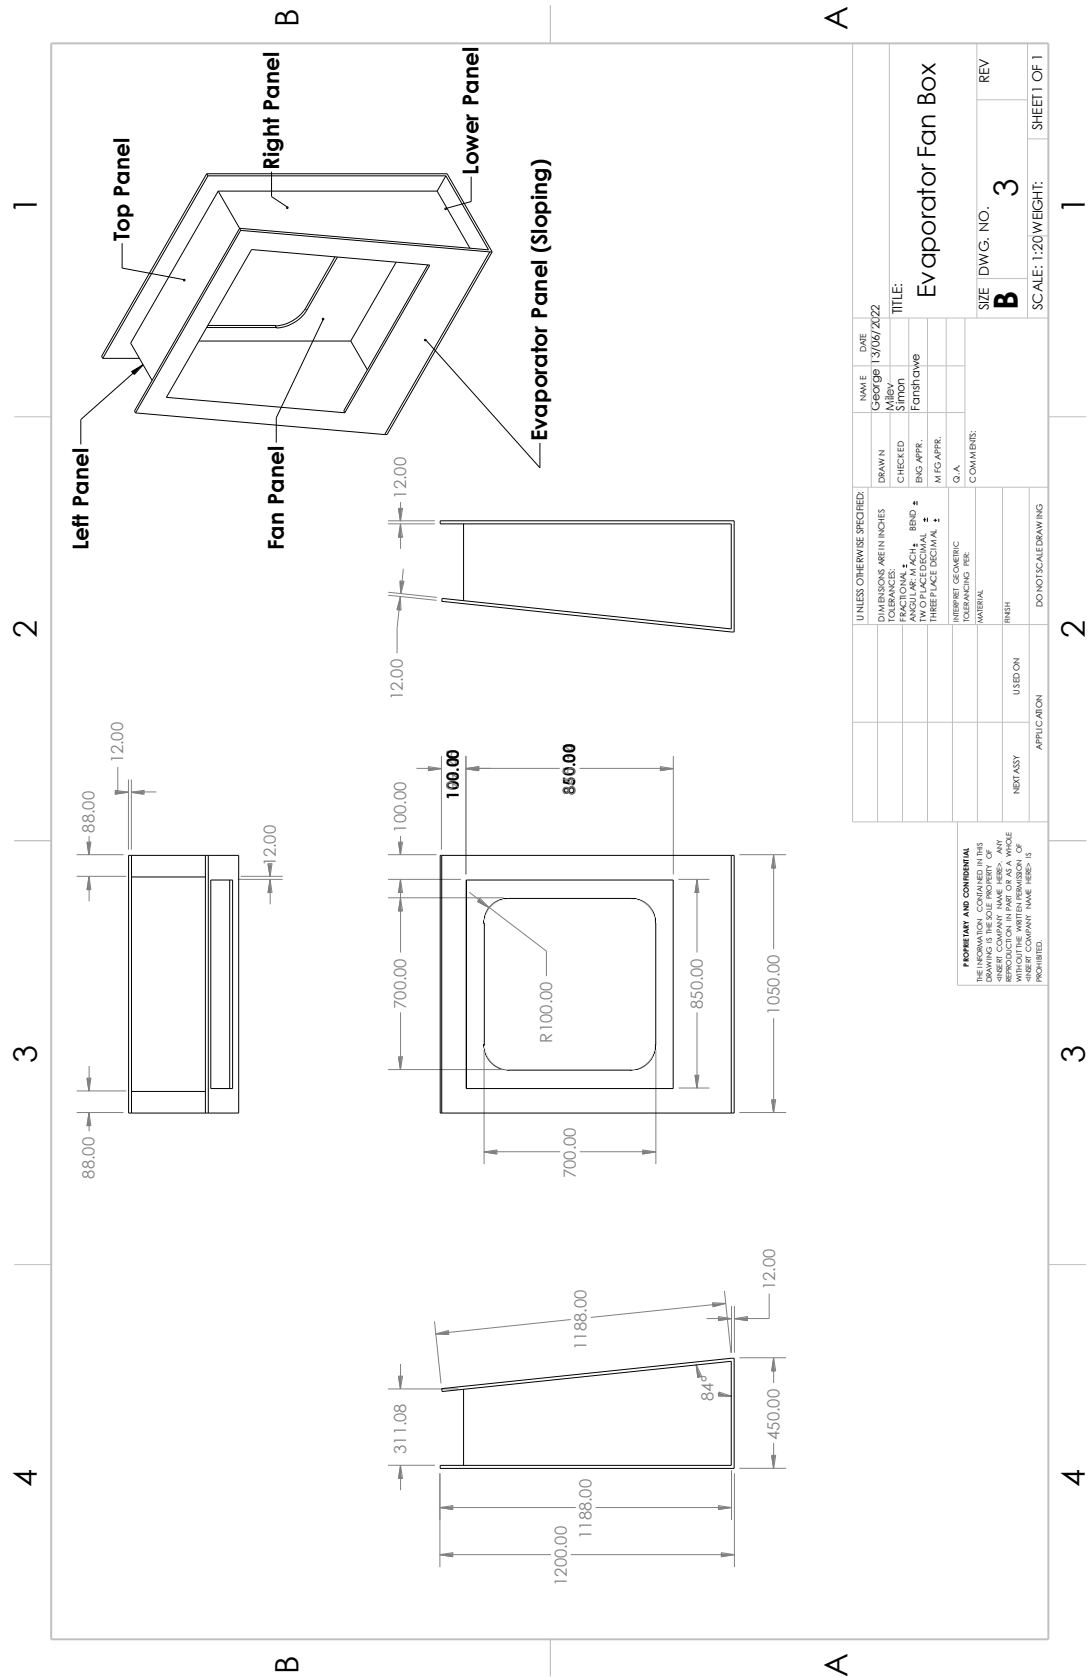 4
3
2
1
B
B
A
A
4
3
2
1
Left Panel
Top Panel
Right Panel
Lower Panel
Fan Panel
Evaporator Panel (Sloping)
88.00
88.00
12.00
12.00
311.08
1188.00
1200.00
1188.00
84°
450.00
12.00
700.00
700.00
R100.00
100.00
850.00
1050.00
100.00
850.00
12.00
12.00
PROPRIETARY AND CONFIDENTIAL
THE INFORMATION CONTAINED IN THIS
DRAWING IS THE SOLE PROPERTY OF
<INSERT COMPANY NAME HERE>. ANY
REPRODUCTION IN PART OR AS A WHOLE
WITHOUT THE WRITTEN PERMISSION OF
<INSERT COMPANY NAME HERE> IS
PROHIBITED.
NEXT ASSY
USED ON
APPLICATION
UNLESS OTHERWISE SPECIFIED:
DIMENSIONS ARE IN INCHES
TOLERANCES:
FRACTIONAL ±
ANGULAR: MACH ± BEND ±
TWO PLACE DECIMAL ±
THREE PLACE DECIMAL ±
INTERPRET GEOMETRIC
TOLERANCING PER:
MATERIAL
FINISH
DO NOT SCALE DRAWING
NAME
DATE
DRAWN
George Milev
13/06/2022
CHECKED
Simon Fanshawe
ENG APPR.
MFG APPR.
Q.A.
COMMENTS:
TITLE:
Evaporator Fan Box
SIZE
B
DWG. NO.
3
REV
SCALE: 1:20
WEIGHT:
SHEET 1 OF 1